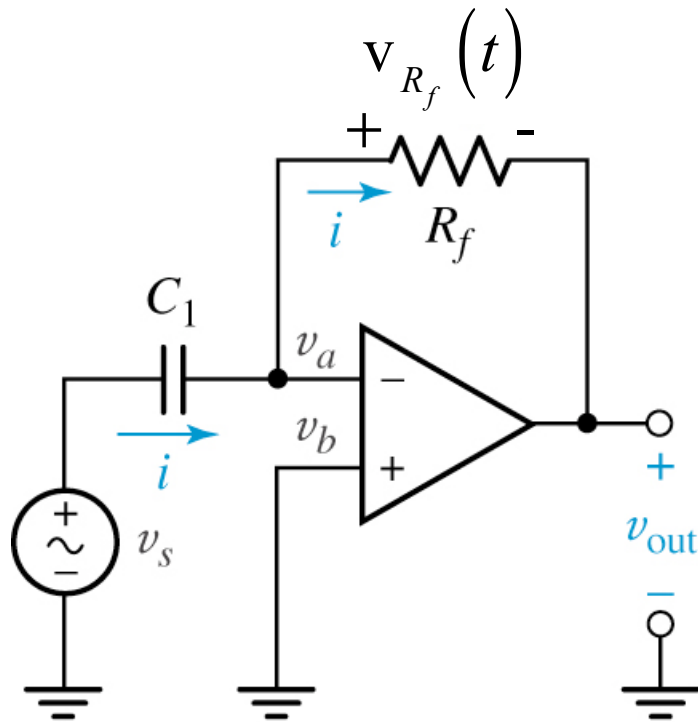 v_{R_f}(t)
+ -
i
R_f
C_1
v_a
−
v_b
+
i
+
v_s
−
+
v_out
−